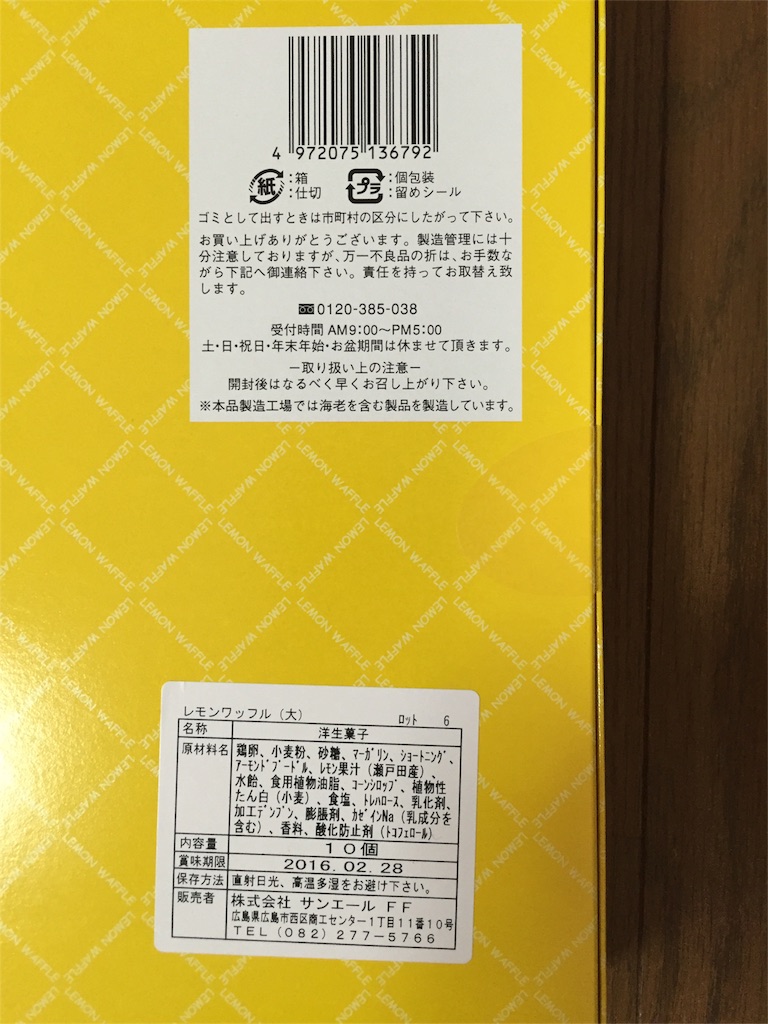 4 972075 136792
紙 :箱 :仕切
プラ :個包装 :留めシール
ゴミとして出すときは市町村の区分にしたがって下さい。
お買い上げありがとうございます。製造管理には十
分注意しておりますが、万一不良品の折は、お手数な
がら下記へ御連絡下さい。責任を持ってお取替え致
します。
0120-385-038
受付時間 AM9:00〜PM5:00
土・日・祝日・年末年始・お盆期間は休ませて頂きます。
ー取り扱い上の注意ー
開封後はなるべく早くお召し上がり下さい。
※本品製造工場では海老を含む製品を製造しています。
LEMON WAFFLE
レモンワッフル(大) ﾛｯﾄ 6
名称 洋生菓子
原材料名 鶏卵、小麦粉、砂糖、ﾏｰｶﾞﾘﾝ、ｼｮｰﾄﾆﾝｸﾞ、
ｱｰﾓﾝﾄﾞﾌﾟｰﾄﾞﾙ、ﾚﾓﾝ果汁(瀬戸田産)、
水飴、食用植物油脂、ｺｰﾝｼﾛｯﾌﾟ、植物性
たん白(小麦)、食塩、ﾄﾚﾊﾛｰｽ、乳化剤、
加工ﾃﾞﾝﾌﾟﾝ、膨脹剤、ｶｾﾞｲﾝNa(乳成分を
含む)、香料、酸化防止剤(ﾄｺﾌｪﾛｰﾙ)
内容量 10個
賞味期限 2016.02.28
保存方法 直射日光、高温多湿をお避け下さい。
販売者 株式会社 サンエール FF
広島県広島市西区商工センター1丁目11番10号
TEL(082)277-5766